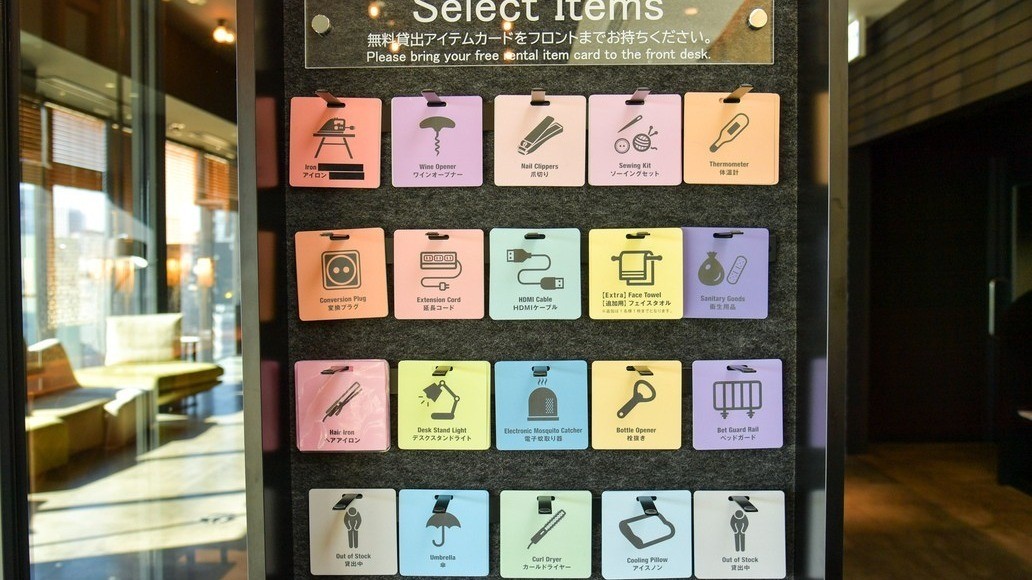 Select Items
無料貸出アイテムカードをフロントまでお持ちください。
Please bring your free rental item card to the front desk.
Iron
アイロン
Wine Opener
ワインオープナー
Nail Clippers
爪切り
Sewing Kit
ソーイングセット
Thermometer
体温計
Conversion Plug
変換プラグ
Extension Cord
延長コード
HDMI Cable
HDMIケーブル
[Extra] Face Towel
[追加用] フェイスタオル
Sanitary Goods
衛生用品
Hair Iron
ヘアアイロン
Desk Stand Light
デスクスタンドライト
Electronic Mosquito Catcher
電子蚊取り器
Bottle Opener
栓抜き
Bet Guard Rail
ベッドガード
Out of Stock
貸出中
Umbrella
傘
Curl Dryer
カールドライヤー
Cooling Pillow
アイスノン
Out of Stock
貸出中